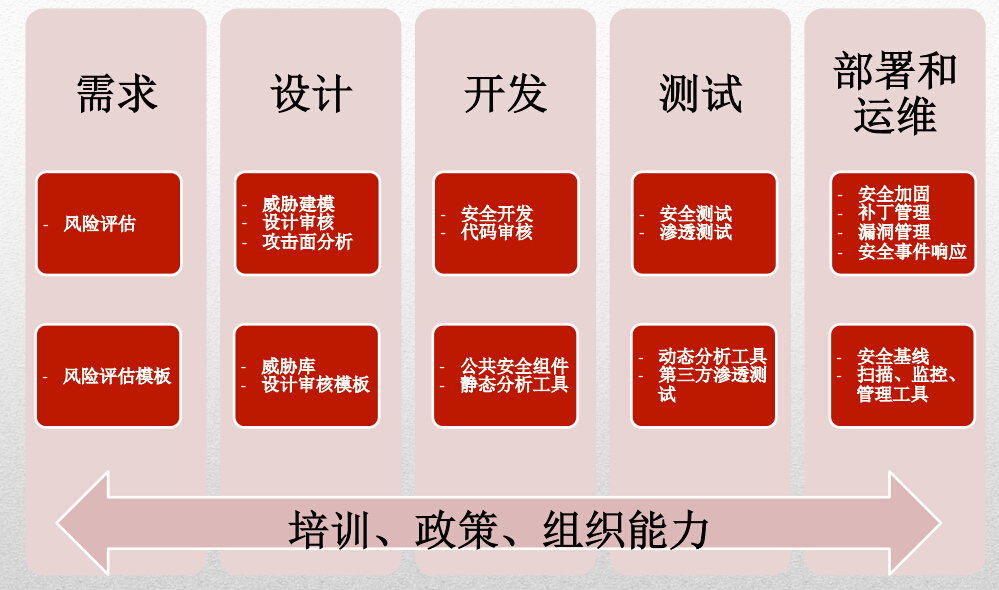 需求
设计
开发
测试
部署和
运维
- 风险评估
- 威胁建模
- 设计审核
- 攻击面分析
- 安全开发
- 代码审核
- 安全测试
- 渗透测试
- 安全加固
- 补丁管理
- 漏洞管理
- 安全事件响应
- 风险评估模板
- 威胁库
- 设计审核模板
- 公共安全组件
- 静态分析工具
- 动态分析工具
- 第三方渗透测
试
- 安全基线
- 扫描、监控、
管理工具
培训、政策、组织能力